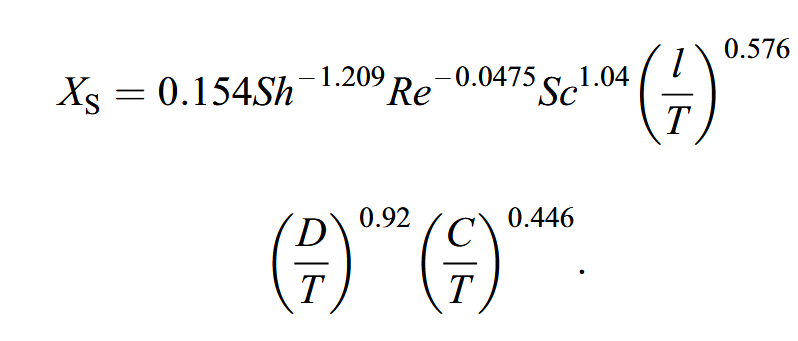 X_S = 0.154Sh^{-1.209}Re^{-0.0475}Sc^{1.04}(l/T)^{0.576}
(D/T)^{0.92}(C/T)^{0.446}.